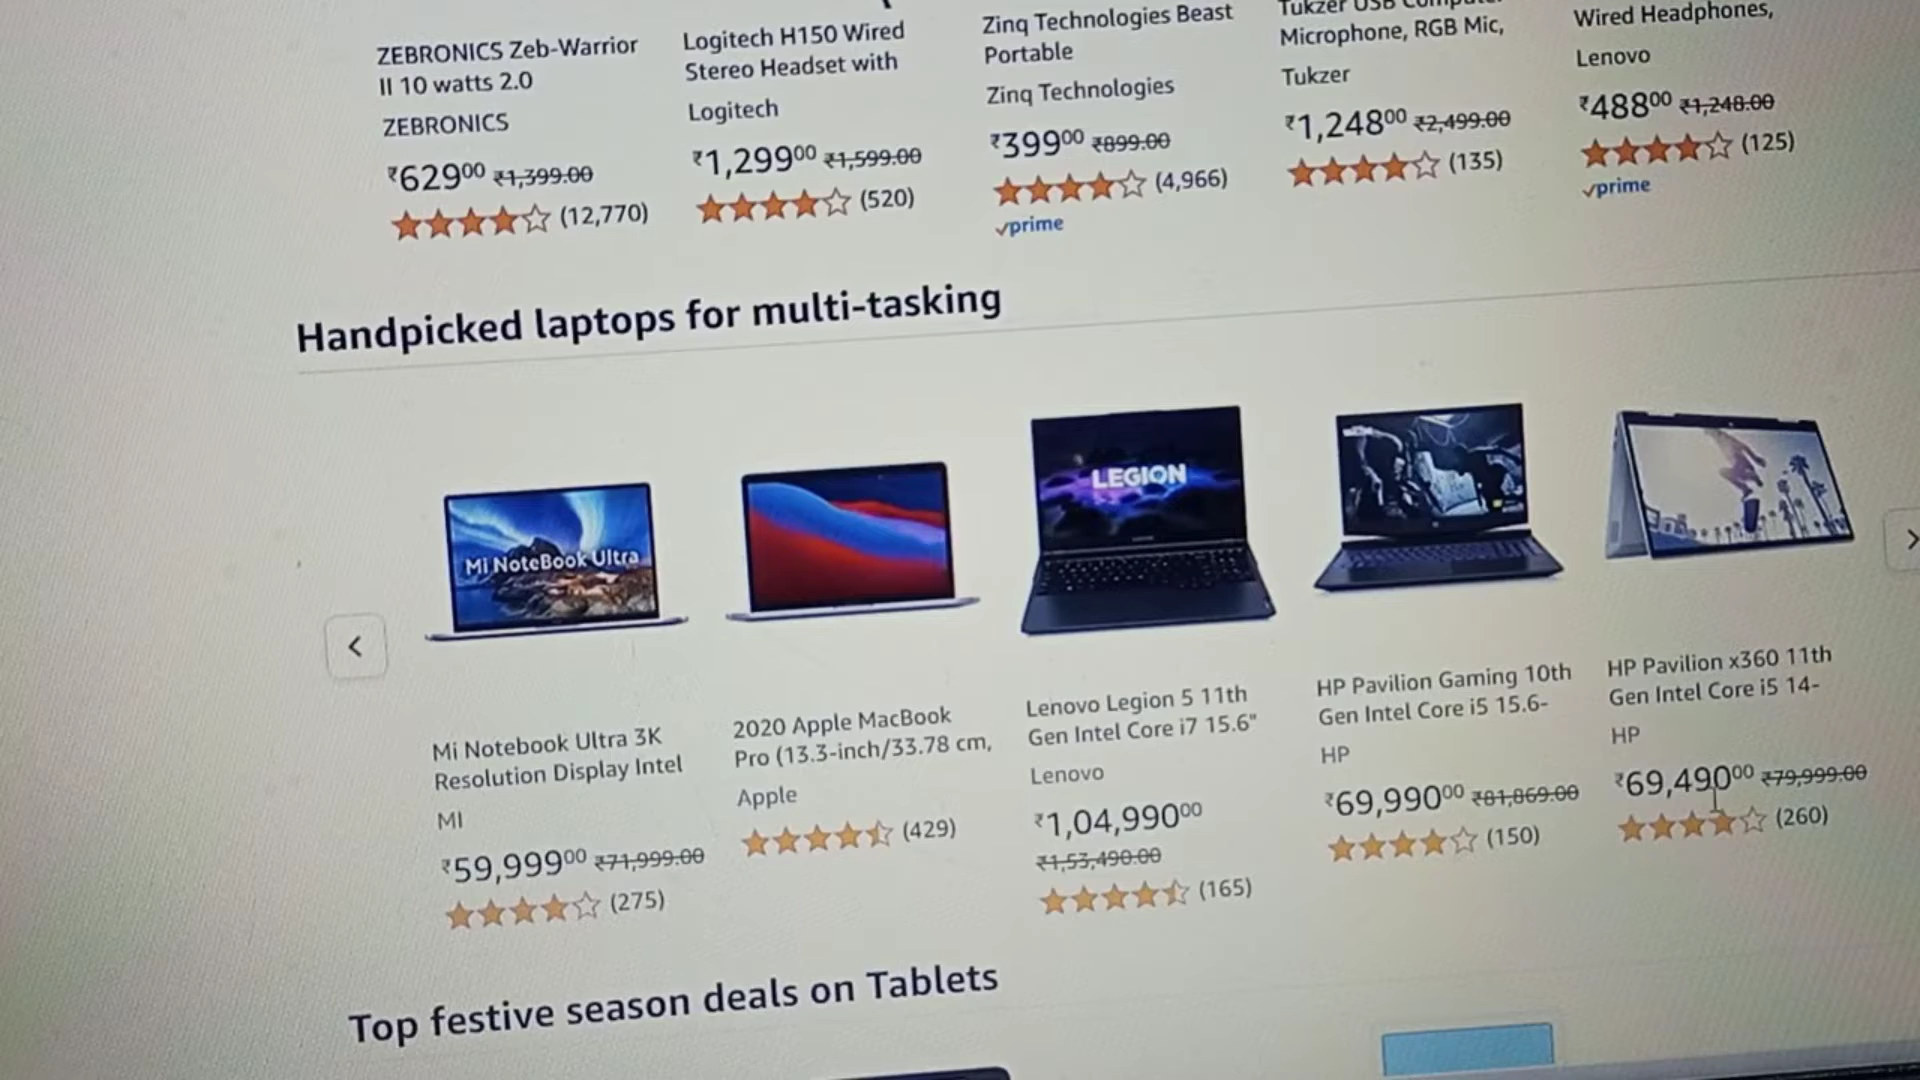 ZEBRONICS Zeb-Warrior
II 10 watts 2.0
ZEBRONICS
₹629⁰⁰ ₹1,399.00
(12,770)
Logitech H150 Wired
Stereo Headset with
Logitech
₹1,299⁰⁰ ₹1,599.00
(520)
Zinq Technologies Beast
Portable
Zinq Technologies
₹399⁰⁰ ₹899.00
(4,966)
prime
Tukzer USB Computer
Microphone, RGB Mic,
Tukzer
₹1,248⁰⁰ ₹2,499.00
(135)
Wired Headphones,
Lenovo
₹488⁰⁰ ₹1,248.00
(125)
prime
Handpicked laptops for multi-tasking
Mi NoteBook Ultra
LEGION
Mi Notebook Ultra 3K
Resolution Display Intel
MI
₹59,999⁰⁰ ₹71,999.00
(275)
2020 Apple MacBook
Pro (13.3-inch/33.78 cm,
Apple
(429)
Lenovo Legion 5 11th
Gen Intel Core i7 15.6"
Lenovo
₹1,04,990⁰⁰
₹1,53,490.00
(165)
HP Pavilion Gaming 10th
Gen Intel Core i5 15.6-
HP
₹69,990⁰⁰ ₹81,869.00
(150)
HP Pavilion x360 11th
Gen Intel Core i5 14-
HP
₹69,490⁰⁰ ₹79,999.00
(260)
Top festive season deals on Tablets